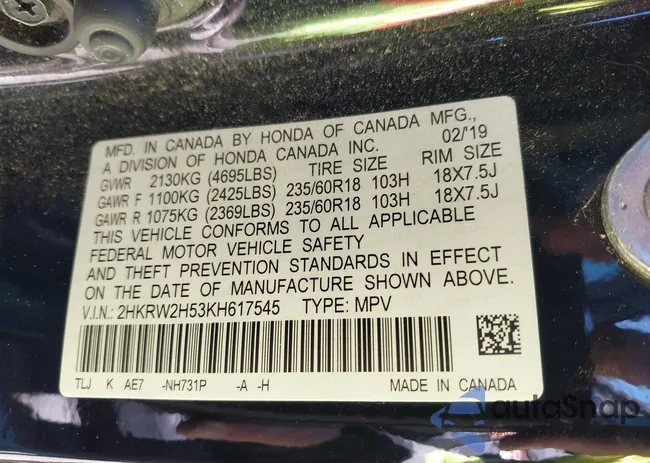 MFD. IN CANADA BY HONDA OF CANADA MFG.,
A DIVISION OF HONDA CANADA INC. 02/'19
GVWR 2130KG (4695LBS) TIRE SIZE RIM SIZE
GAWR F 1100KG (2425LBS) 235/60R18 103H 18X7.5J
GAWR R 1075KG (2369LBS) 235/60R18 103H 18X7.5J
THIS VEHICLE CONFORMS TO ALL APPLICABLE
FEDERAL MOTOR VEHICLE SAFETY
AND THEFT PREVENTION STANDARDS IN EFFECT
ON THE DATE OF MANUFACTURE SHOWN ABOVE.
V.I.N.: 2HKRW2H53KH617545 TYPE: MPV
TLJ K AE7 -NH731P -A -H MADE IN CANADA
autoSnap